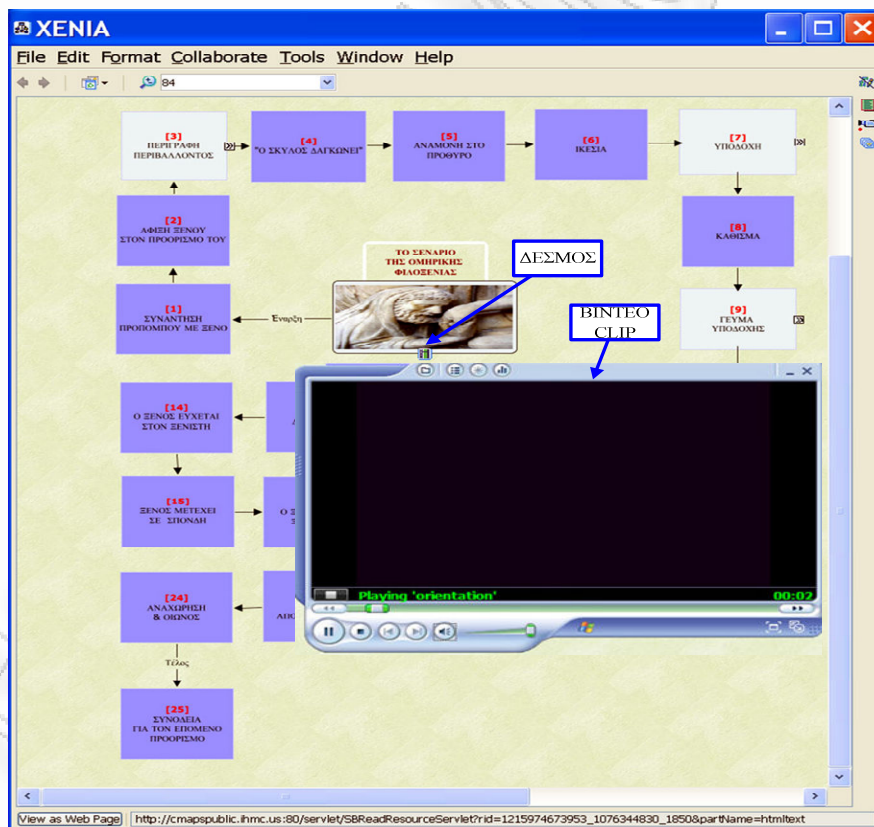 XENIA
File Edit Format Collaborate Tools Window Help
84
[3]
ΠΕΡΙΓΡΑΦΗ
ΠΕΡΙΒΑΛΛΟΝΤΟΣ
[4]
"Ο ΣΚΥΛΟΣ ΔΑΓΚΩΝΕΙ"
[5]
ΑΝΑΜΟΝΗ ΣΤΟ
ΠΡΟΘΥΡΟ
[6]
ΙΚΕΣΙΑ
[7]
ΥΠΟΔΟΧΗ
[2]
ΑΦΙΞΗ ΞΕΝΟΥ
ΣΤΟΝ ΠΡΟΟΡΙΣΜΟ ΤΟΥ
[8]
ΚΑΘΙΣΜΑ
ΤΟ ΣΕΝΑΡΙΟ
ΤΗΣ ΟΜΗΡΙΚΗΣ
ΦΙΛΟΞΕΝΙΑΣ
ΔΕΣΜΟΣ
[1]
ΣΥΝΑΝΤΗΣΗ
ΠΡΟΠΟΜΠΟΥ ΜΕ ΞΕΝΟ
Έναρξη
ΒΙΝΤΕΟ
CLIP
[9]
ΓΕΥΜΑ
ΥΠΟΔΟΧΗΣ
[14]
Ο ΞΕΝΟΣ ΕΥΧΕΤΑΙ
ΣΤΟΝ ΞΕΝΙΣΤΗ
[15]
ΞΕΝΟΣ ΜΕΤΕΧΕΙ
ΣΕ ΣΠΟΝΔΗ
[24]
ΑΝΑΧΩΡΗΣΗ
& ΟΙΩΝΟΣ
Playing 'orientation' 00:02
Τέλος
[25]
ΣΥΝΟΔΕΙΑ
ΓΙΑ ΤΟΝ ΕΠΟΜΕΝΟ
ΠΡΟΟΡΙΣΜΟ
View as Web Page http://cmapspublic.ihmc.us:80/servlet/SBReadResourceServlet?rid=1215974673953_1076344830_1850&partName=htmltext